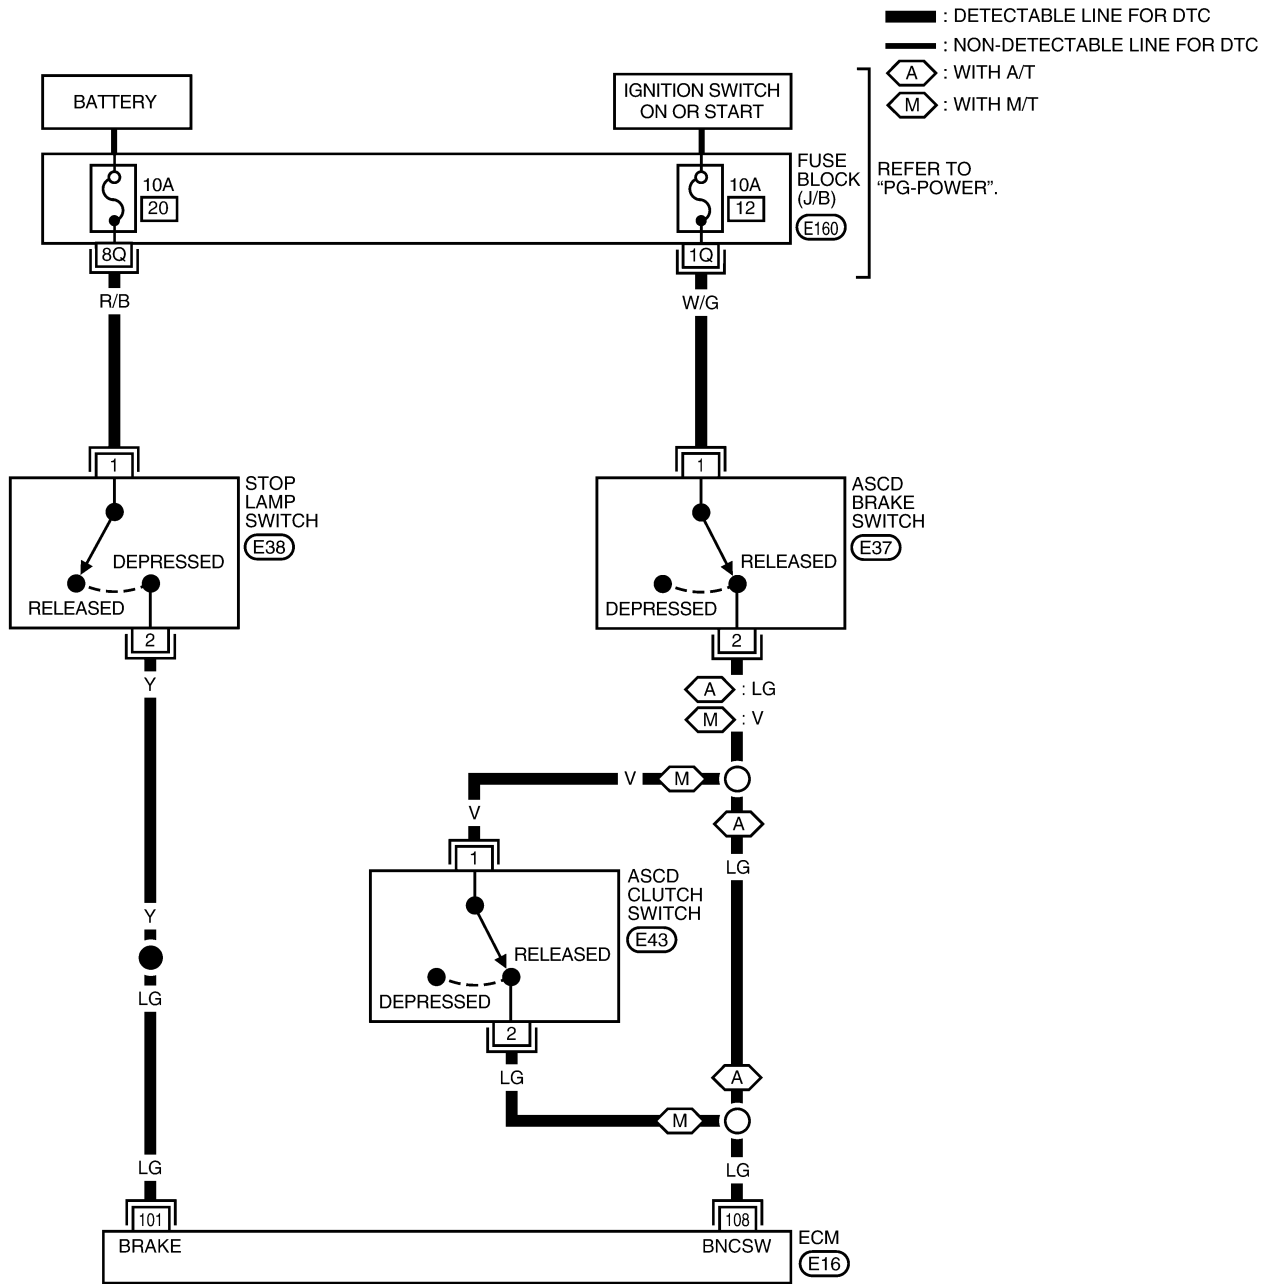 : DETECTABLE LINE FOR DTC
: NON-DETECTABLE LINE FOR DTC
A : WITH A/T
M : WITH M/T
BATTERY
IGNITION SWITCH
ON OR START
10A
20
10A
12
FUSE
BLOCK
(J/B)
E160
REFER TO
“PG-POWER”.
8Q
1Q
R/B
W/G
1
1
STOP
LAMP
SWITCH
E38
DEPRESSED
RELEASED
2
ASCD
BRAKE
SWITCH
E37
RELEASED
DEPRESSED
2
Y
A : LG
M : V
V
M
V
A
LG
1
ASCD
CLUTCH
SWITCH
E43
RELEASED
DEPRESSED
2
Y
LG
LG
A
M
LG
LG
101
108
BRAKE
BNCSW
ECM
E16